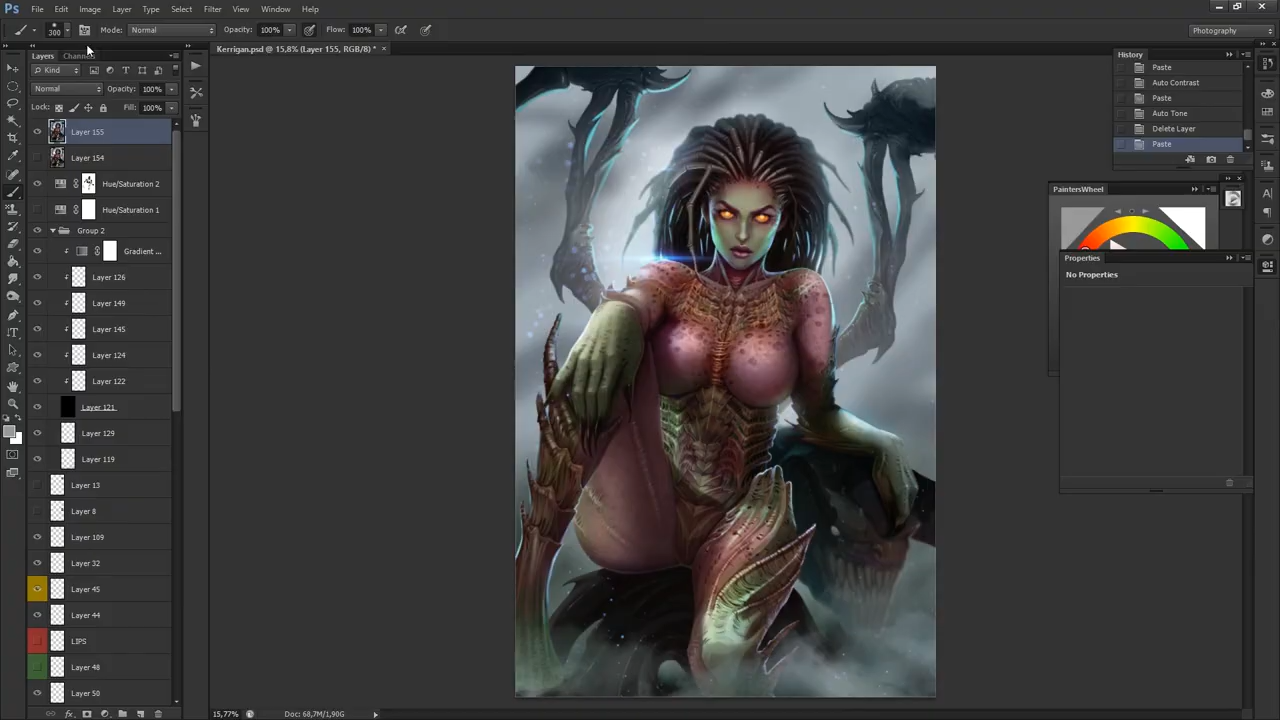 Ps File Edit Image Layer Type Select Filter Edit View Window Help
300 Mode: Normal Opacity: 100% Flow: 100% Photography
Layers Channels
Kerrigan.psd @ 15,8% (Layer 155, RGB/8) * ×
History
Kind
Paste
Normal Opacity: 100%
Auto Contrast
Paste
Lock: Fill: 100%
Auto Tone
Layer 155
Delete Layer
Paste
Layer 154
Hue/Saturation 2
PaintersWheel
Hue/Saturation 1
Group 2
Gradient ...
Properties
Layer 126
No Properties
Layer 149
Layer 145
Layer 124
Layer 122
Layer 121
Layer 129
Layer 119
Layer 13
Layer 8
Layer 109
Layer 32
Layer 45
Layer 44
LIPS
Layer 48
Layer 50
fx 15,77% Doc: 68,7M/1,90G